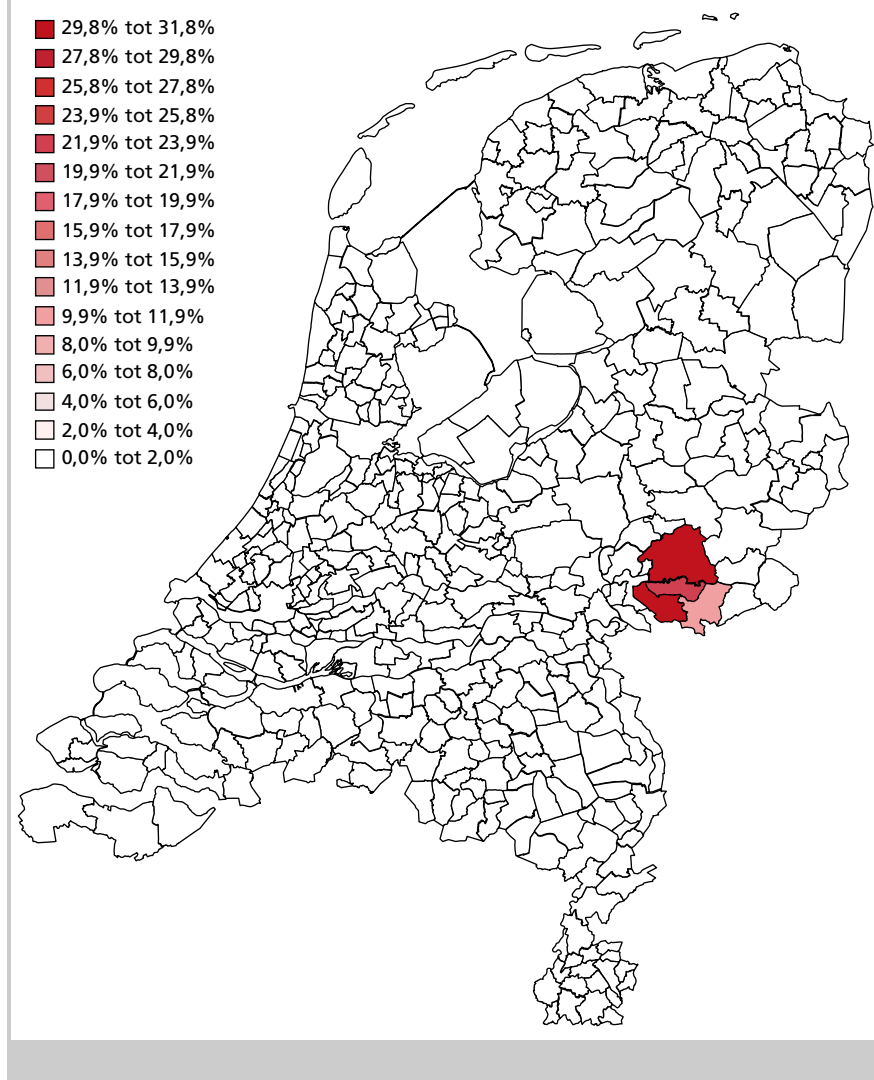 29,8% tot 31,8%
27,8% tot 29,8%
25,8% tot 27,8%
23,9% tot 25,8%
21,9% tot 23,9%
19,9% tot 21,9%
17,9% tot 19,9%
15,9% tot 17,9%
13,9% tot 15,9%
11,9% tot 13,9%
9,9% tot 11,9%
8,0% tot 9,9%
6,0% tot 8,0%
4,0% tot 6,0%
2,0% tot 4,0%
0,0% tot 2,0%